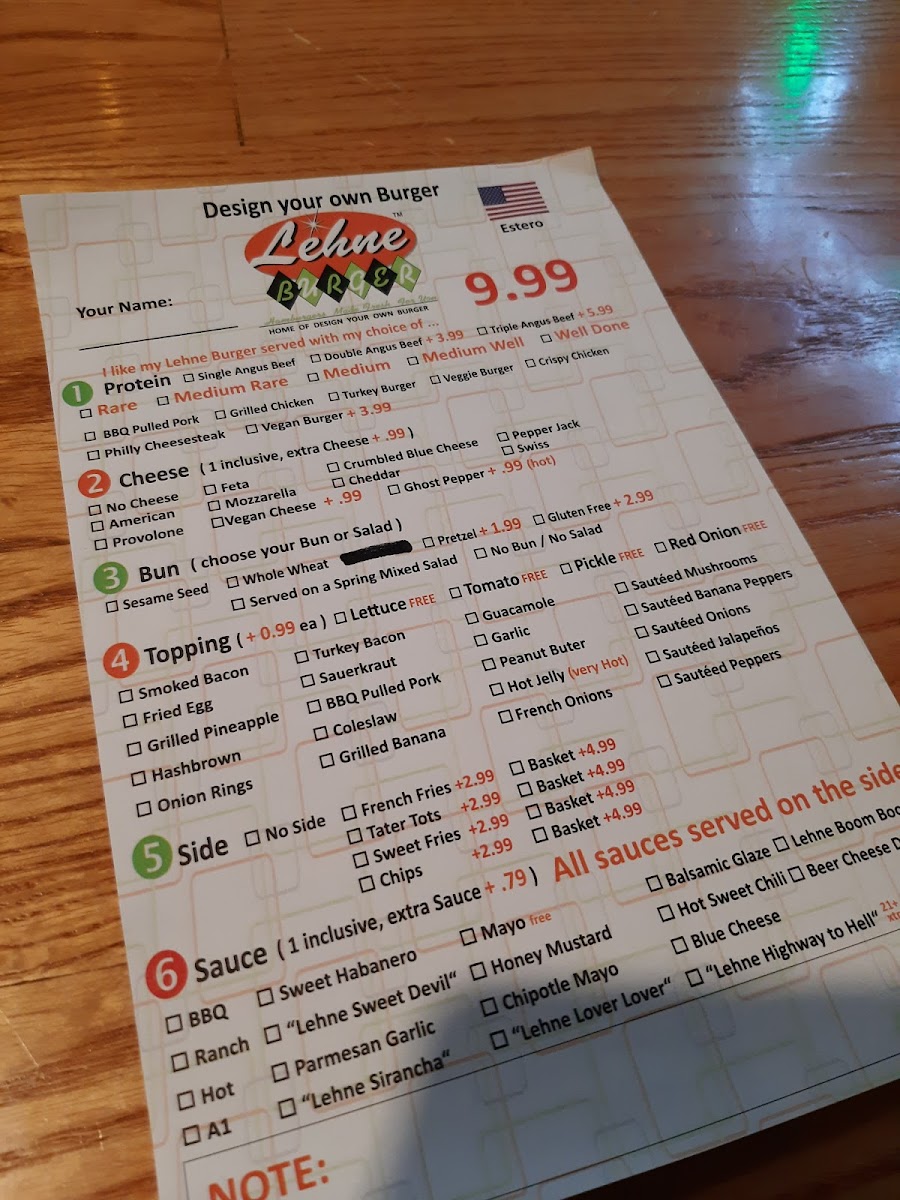 Design your own Burger
Estero
Lehne™
BURGER
Hamburgers Made Fresh For You
HOME OF DESIGN YOUR OWN BURGER
9.99
Your Name:
I like my Lehne Burger served with my choice of ...
1 Protein Single Angus Beef Double Angus Beef + 3.99 Triple Angus Beef + 5.99
Rare Medium Rare Medium Medium Well Well Done
BBQ Pulled Pork Grilled Chicken Turkey Burger Veggie Burger Crispy Chicken
Philly Cheesesteak Vegan Burger + 3.99
2 Cheese ( 1 inclusive, extra Cheese + .99 )
No Cheese Feta Crumbled Blue Cheese Pepper Jack
American Mozzarella Cheddar Swiss
Provolone Vegan Cheese + .99 Ghost Pepper + .99 (hot)
3 Bun ( choose your Bun or Salad )
Sesame Seed Whole Wheat Pretzel + 1.99 Gluten Free + 2.99
Served on a Spring Mixed Salad No Bun / No Salad
4 Topping ( + 0.99 ea ) Lettuce FREE Tomato FREE Pickle FREE Red Onion FREE
Smoked Bacon Turkey Bacon Guacamole Sautéed Mushrooms
Fried Egg Sauerkraut Garlic Sautéed Banana Peppers
Grilled Pineapple BBQ Pulled Pork Peanut Buter Sautéed Onions
Hashbrown Coleslaw Hot Jelly (very Hot) Sautéed Jalapeños
Onion Rings Grilled Banana French Onions Sautéed Peppers
5 Side No Side French Fries +2.99 Basket +4.99
Tater Tots +2.99 Basket +4.99
Sweet Fries +2.99 Basket +4.99
Chips +2.99 Basket +4.99
6 Sauce ( 1 inclusive, extra Sauce + .79 ) All sauces served on the side
BBQ Sweet Habanero Mayo free Balsamic Glaze Lehne Boom Boo
Ranch "Lehne Sweet Devil" Honey Mustard Hot Sweet Chili Beer Cheese D
Hot Parmesan Garlic Chipotle Mayo Blue Cheese
A1 "Lehne Sirancha" "Lehne Lover Lover" "Lehne Highway to Hell" 21+
xtr
NOTE: